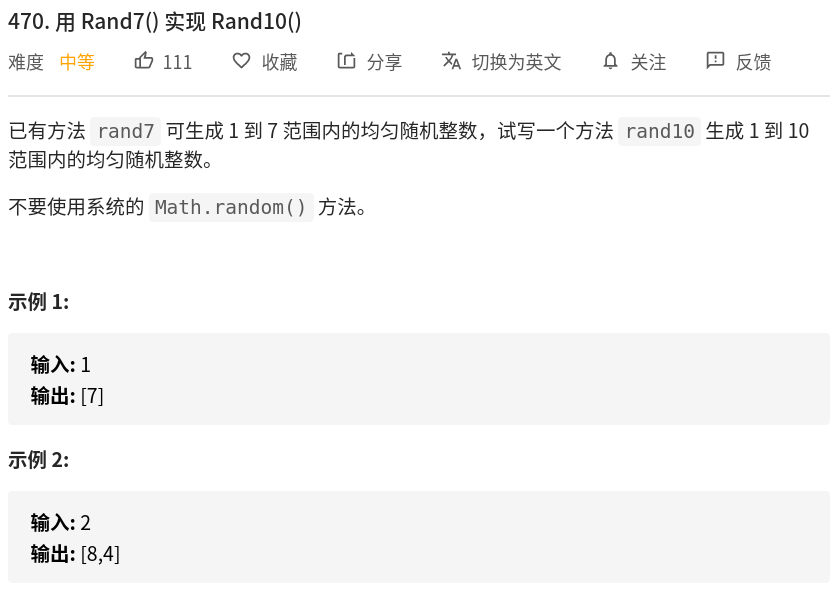 470. 用 Rand7() 实现 Rand10()
难度 中等 111 收藏 分享 切换为英文 关注 反馈
已有方法 rand7 可生成 1 到 7 范围内的均匀随机整数，试写一个方法 rand10 生成 1 到 10
范围内的均匀随机整数。
不要使用系统的 Math.random() 方法。
示例 1:
输入: 1
输出: [7]
示例 2:
输入: 2
输出: [8,4]